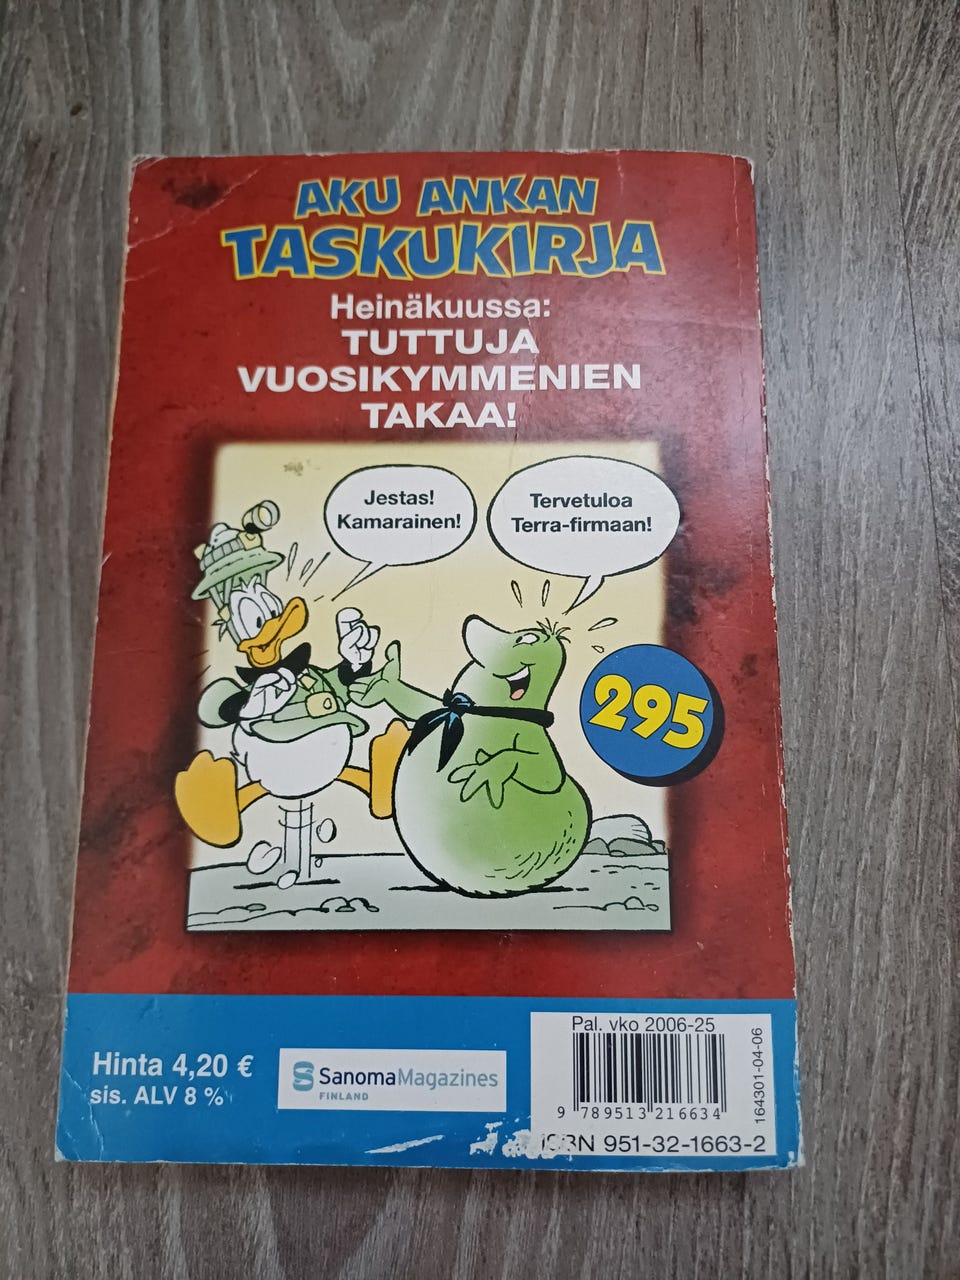 AKU ANKAN
TASKUKIRJA
Heinäkuussa:
TUTTUJA
VUOSIKYMMENIEN
TAKAA!
Jestas!
Kamarainen!
Tervetuloa
Terra-firmaan!
295
Hinta 4,20 €
sis. ALV 8 %
SanomaMagazines
FINLAND
Pal. vko 2006-25
9 789513 216634
ISBN 951-32-1663-2
164301-04-06